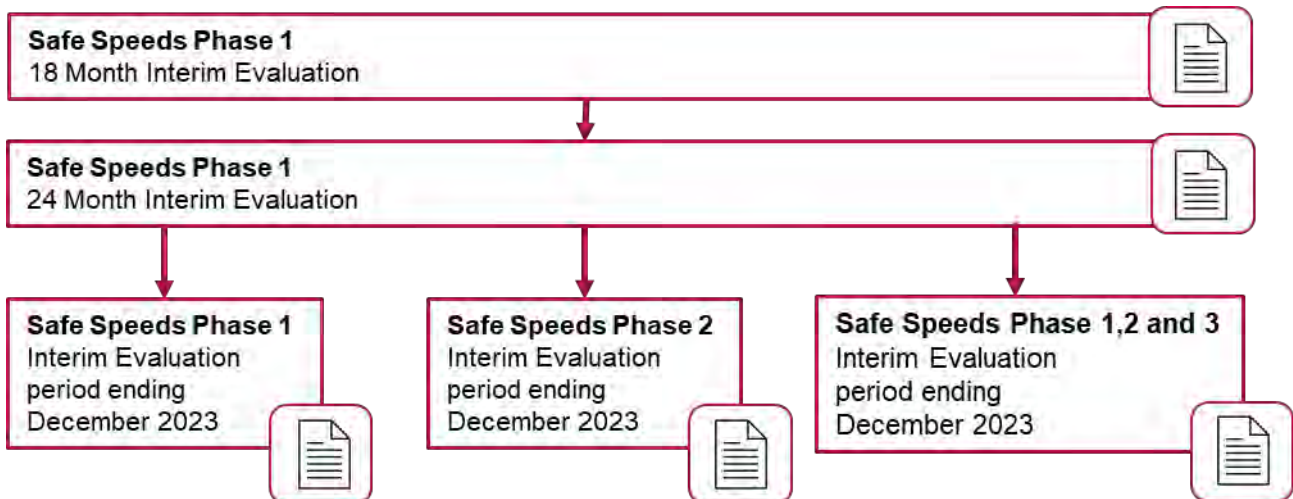 Safe Speeds Phase 1
18 Month Interim Evaluation
Safe Speeds Phase 1
24 Month Interim Evaluation
Safe Speeds Phase 1
Interim Evaluation
period ending
December 2023
Safe Speeds Phase 2
Interim Evaluation
period ending
December 2023
Safe Speeds Phase 1,2 and 3
Interim Evaluation
period ending
December 2023